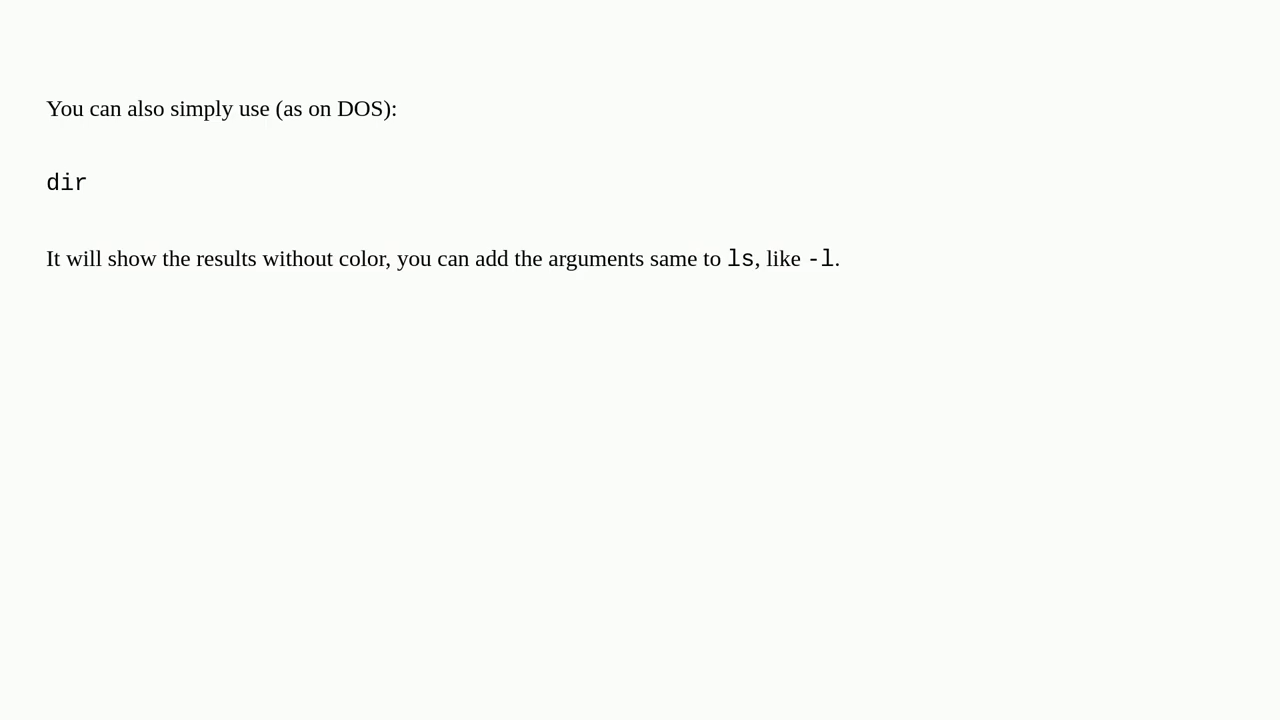 You can also simply use (as on DOS):
dir
It will show the results without color, you can add the arguments same to ls, like -l.